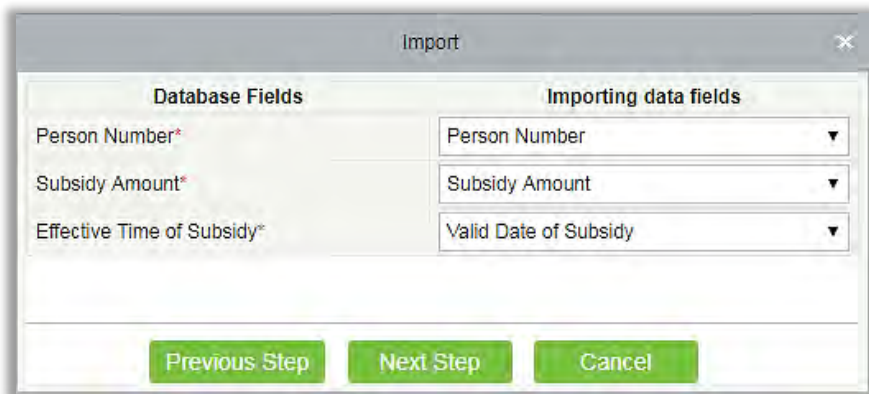 Import
Database Fields Importing data fields
Person Number* Person Number
Subsidy Amount* Subsidy Amount
Effective Time of Subsidy* Valid Date of Subsidy
Previous Step Next Step Cancel